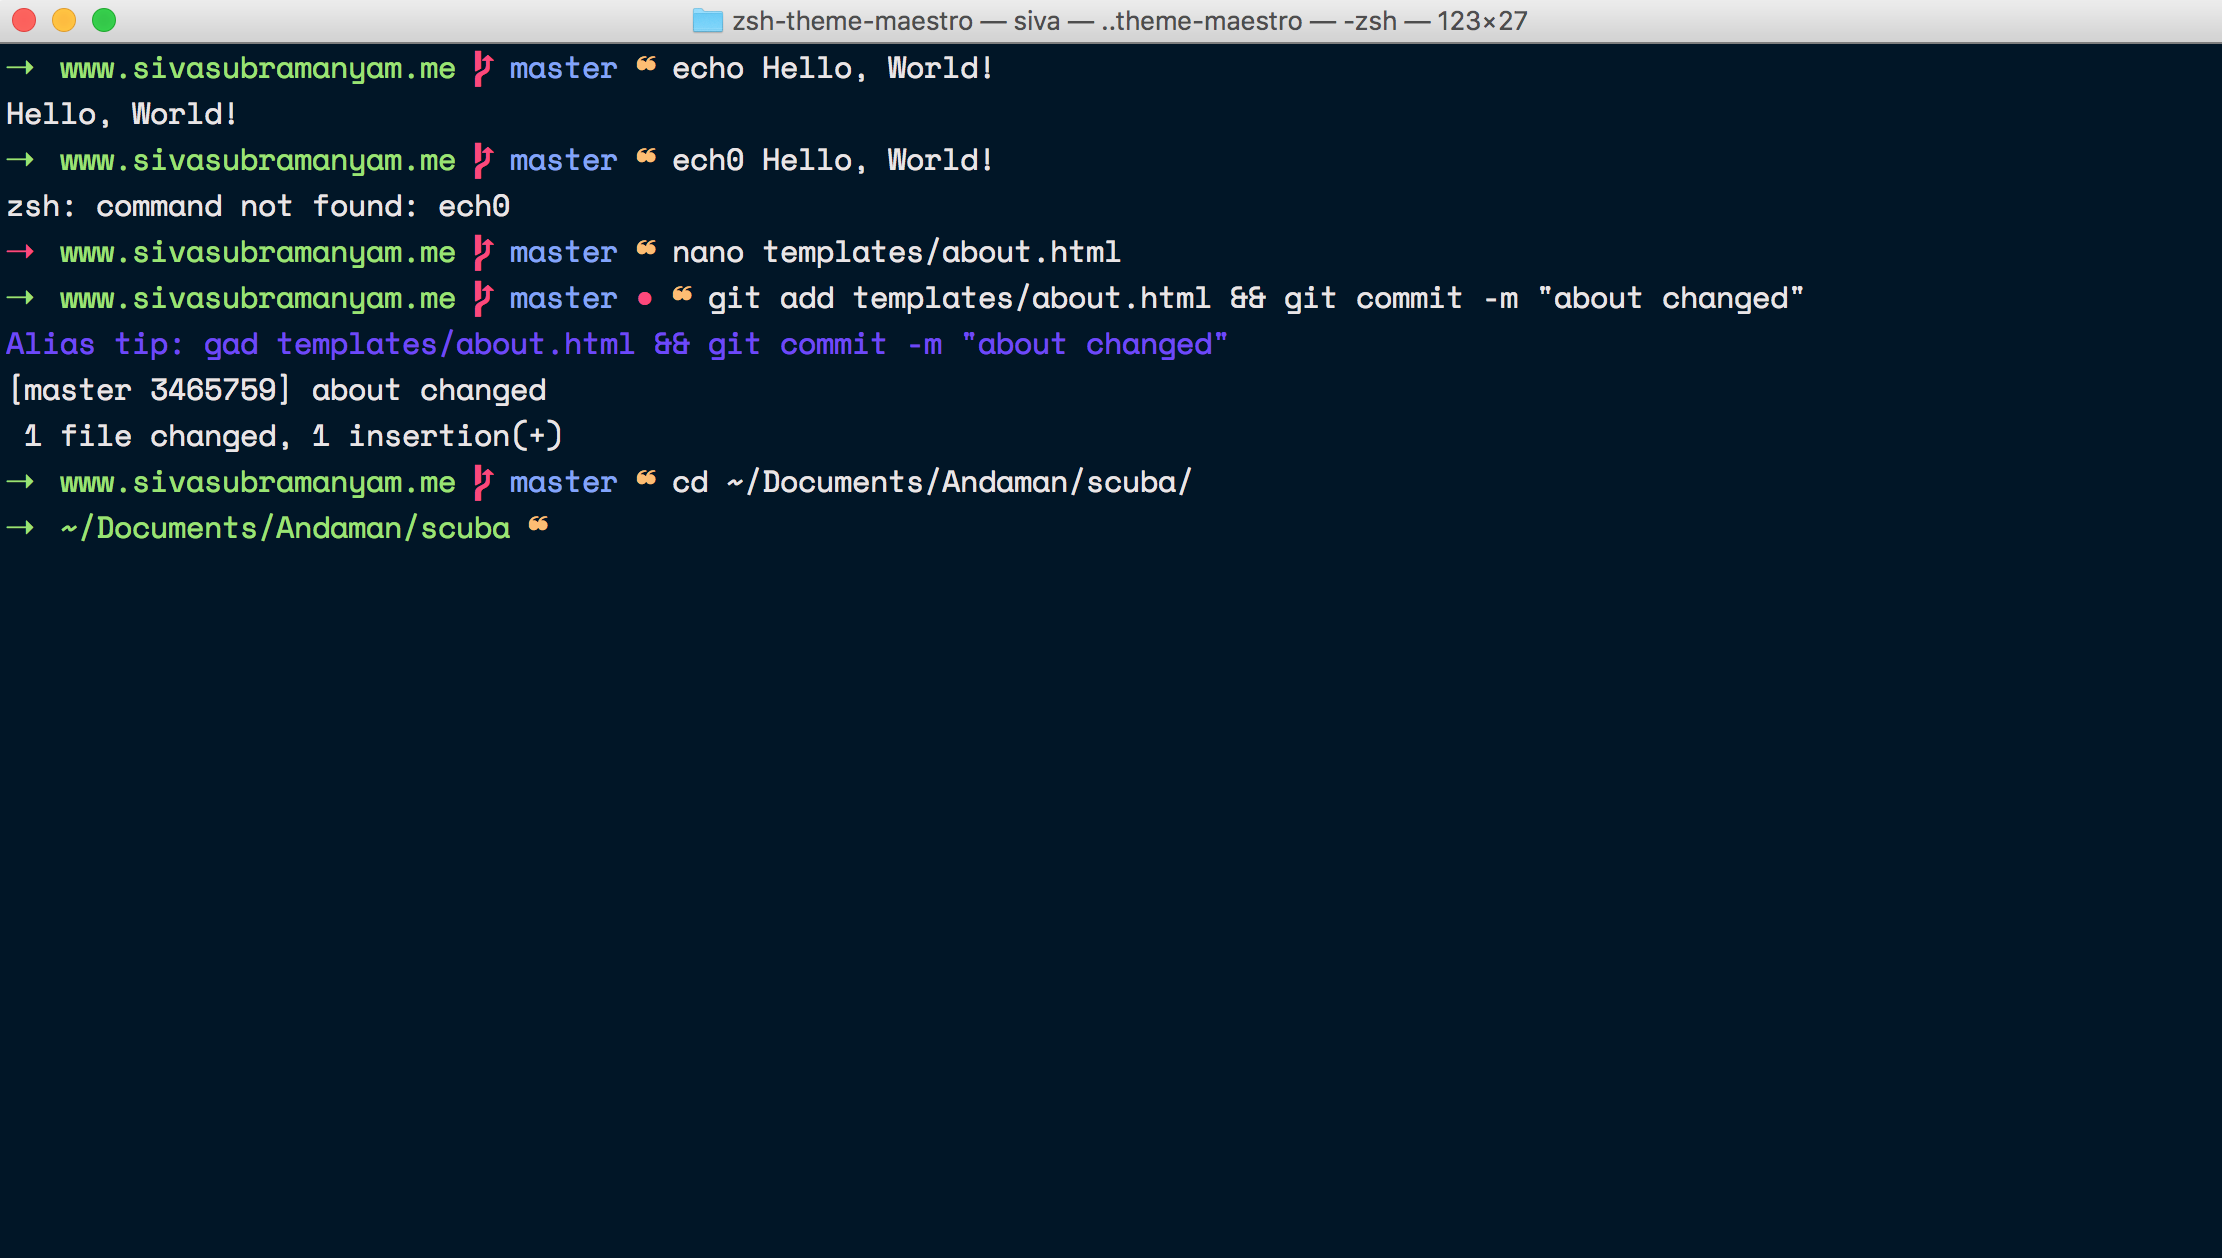 zsh-theme-maestro — siva — ..theme-maestro — -zsh — 123×27
→ www.sivasubramanyam.me master ❝ echo Hello, World!
Hello, World!
→ www.sivasubramanyam.me master ❝ ech0 Hello, World!
zsh: command not found: ech0
→ www.sivasubramanyam.me master ❝ nano templates/about.html
→ www.sivasubramanyam.me master • ❝ git add templates/about.html && git commit -m "about changed"
Alias tip: gad templates/about.html && git commit -m "about changed"
[master 3465759] about changed
 1 file changed, 1 insertion(+)
→ www.sivasubramanyam.me master ❝ cd ~/Documents/Andaman/scuba/
→ ~/Documents/Andaman/scuba ❝